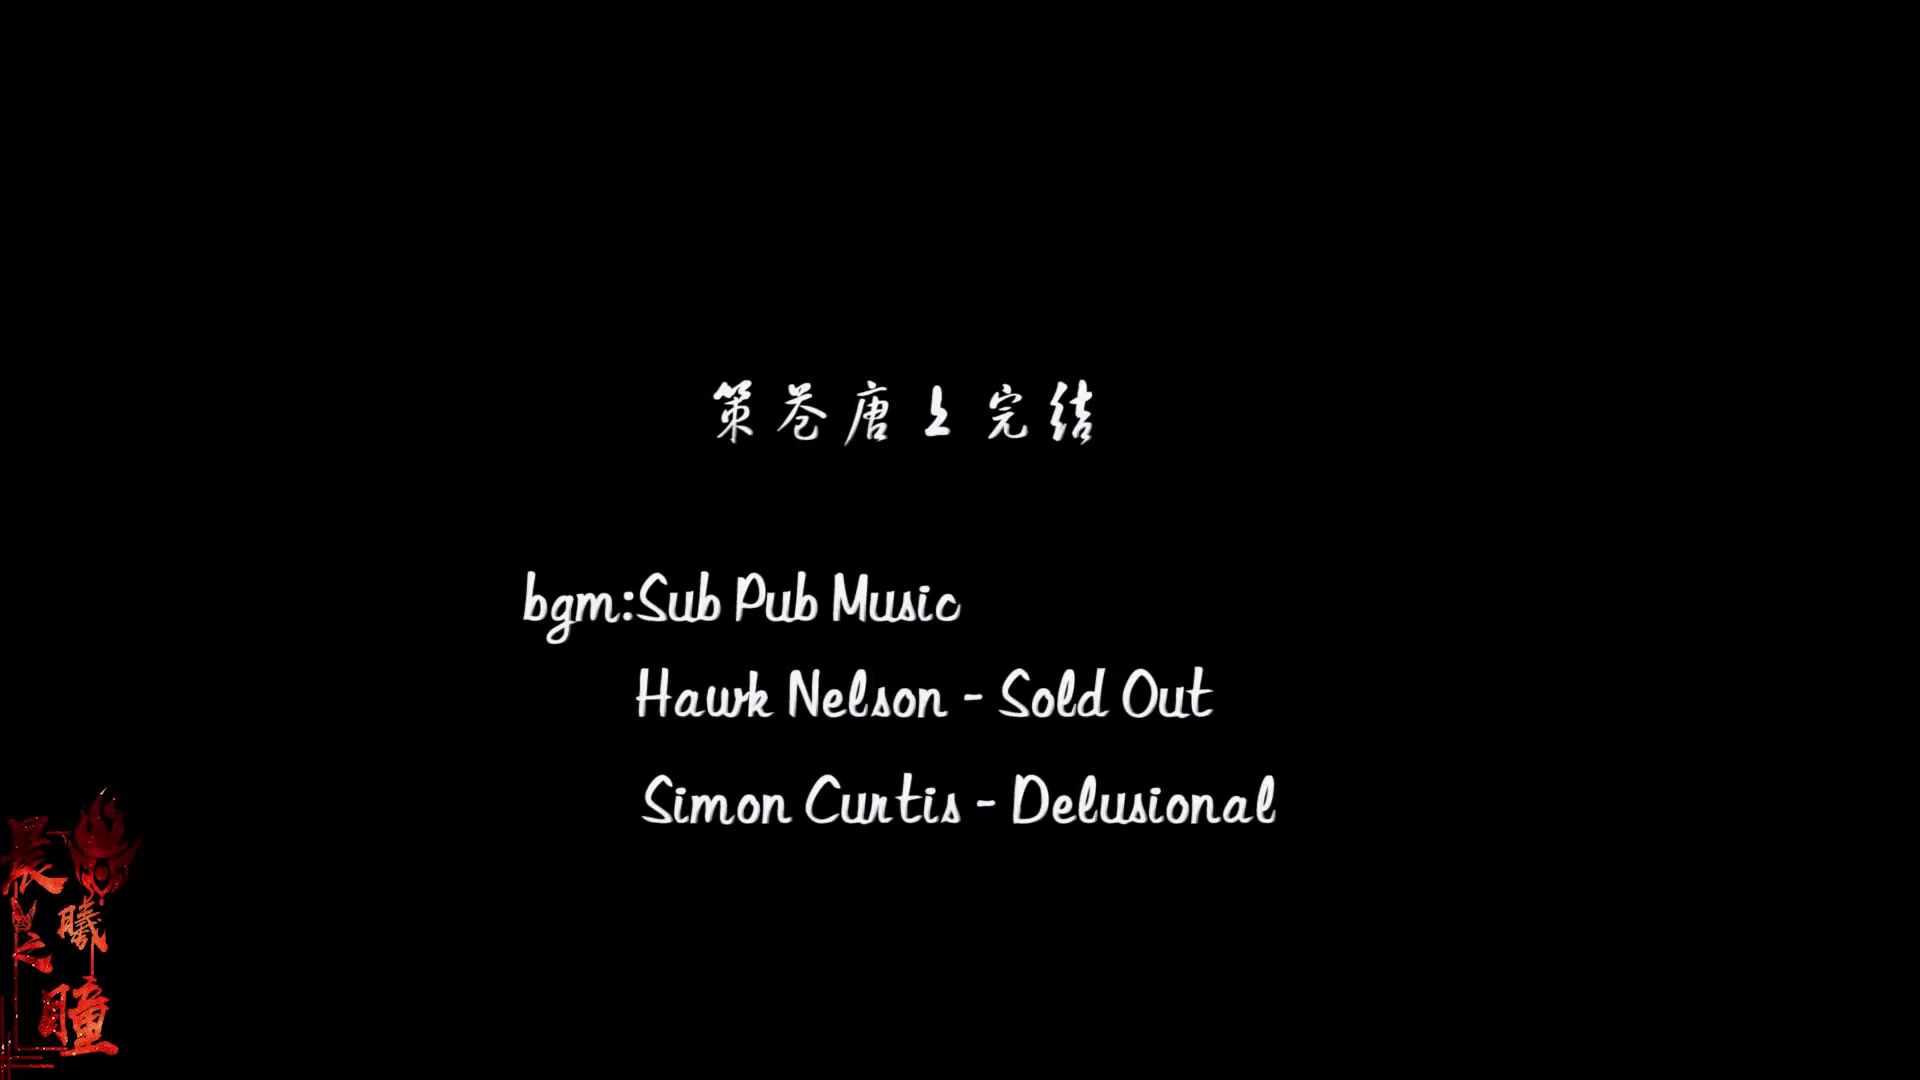 策苍唐上完结
bgm:Sub Pub Music
Hawk Nelson - Sold Out
Simon Curtis - Delusional
晨曦之瞳